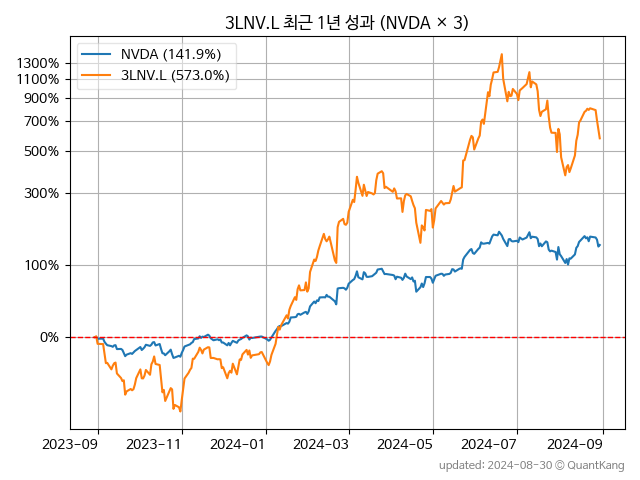 3LNV.L 최근 1년 성과 (NVDA × 3)
NVDA (141.9%)
3LNV.L (573.0%)
1300%
1100%
900%
700%
500%
300%
100%
0%
2023-09 2023-11 2024-01 2024-03 2024-05 2024-07 2024-09
updated: 2024-08-30 © QuantKang